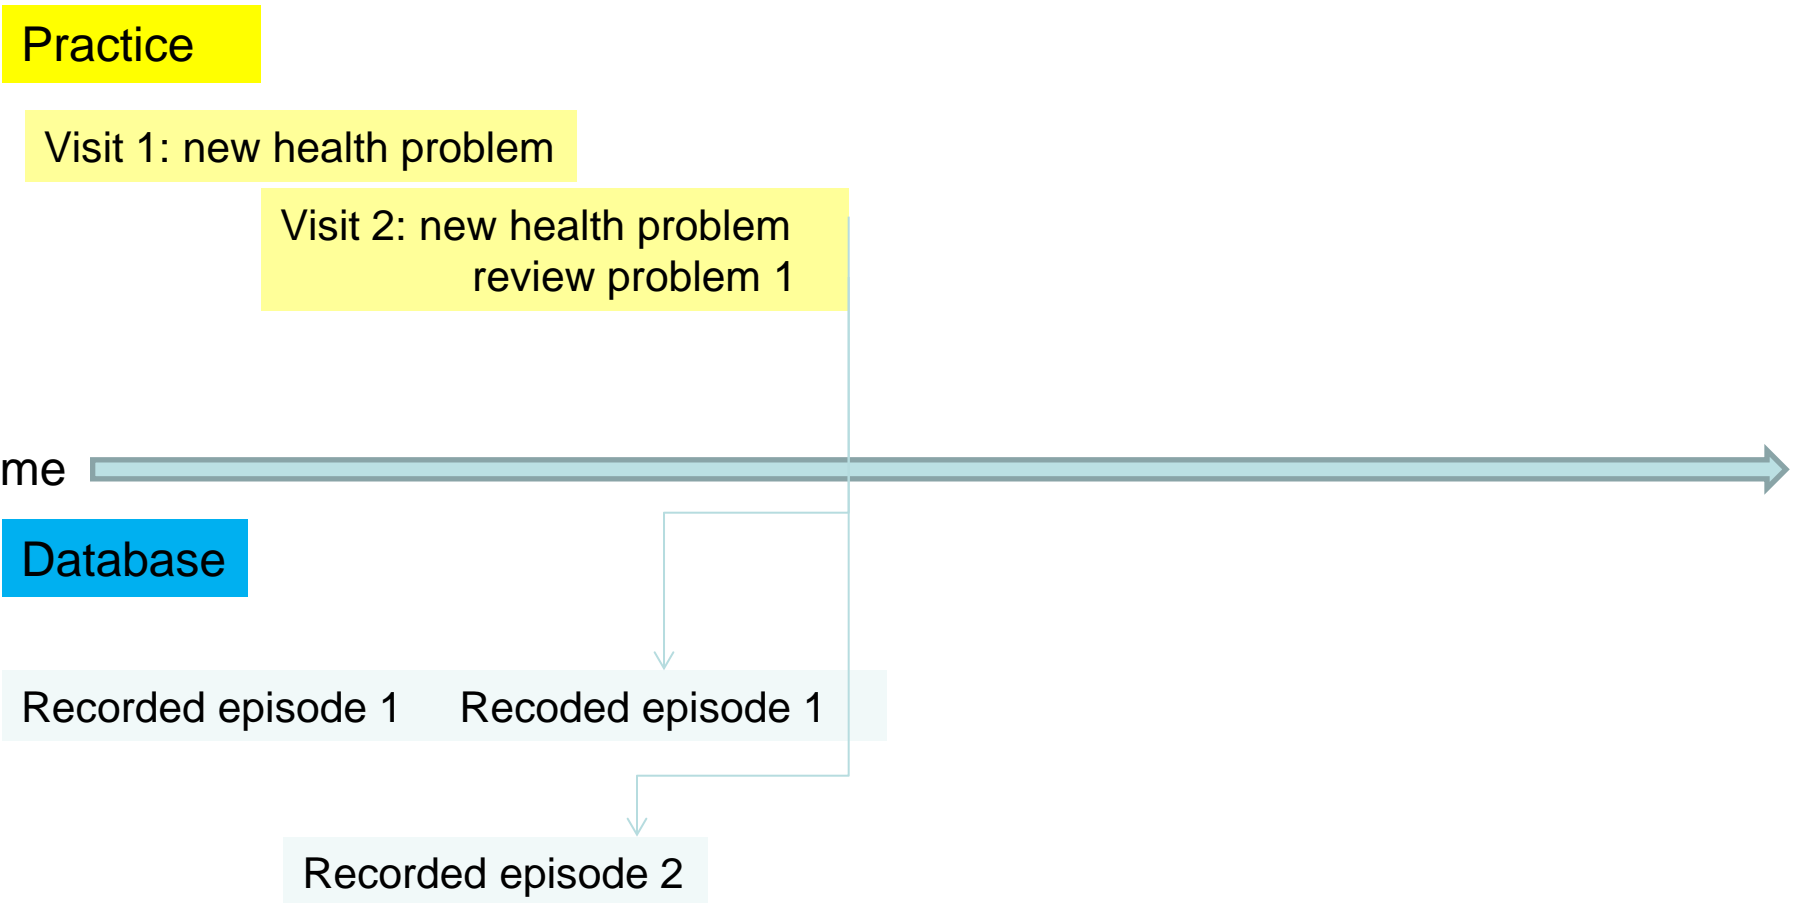 Practice
Visit 1: new health problem
Visit 2: new health problem
review problem 1
me
Database
Recorded episode 1 Recoded episode 1
Recorded episode 2